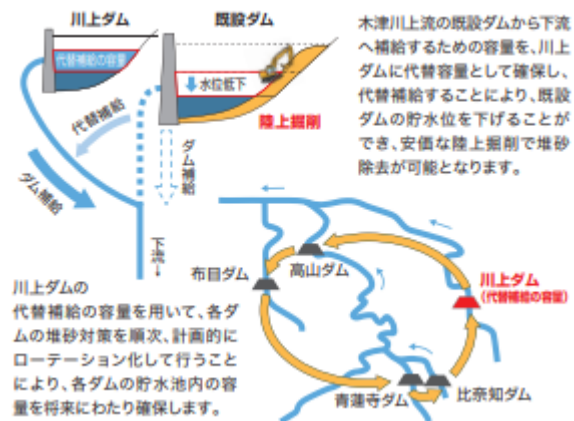 川上ダム
既設ダム
代替補給の容量
水位低下
陸上掘削
代替補給
ダム補給
ダム補給
下流→
木津川上流の既設ダムから下流
へ補給するための容量を、川上
ダムに代替容量として確保し、
代替補給することにより、既設
ダムの貯水位を下げることが
でき、安価な陸上掘削で堆砂
除去が可能となります。
布目ダム
高山ダム
川上ダム
(代替補給の容量)
青蓮寺ダム
比奈知ダム
川上ダムの
代替補給の容量を用いて、各ダ
ムの堆砂対策を順次、計画的に
ローテーション化して行うこと
により、各ダムの貯水池内の容
量を将来にわたり確保します。